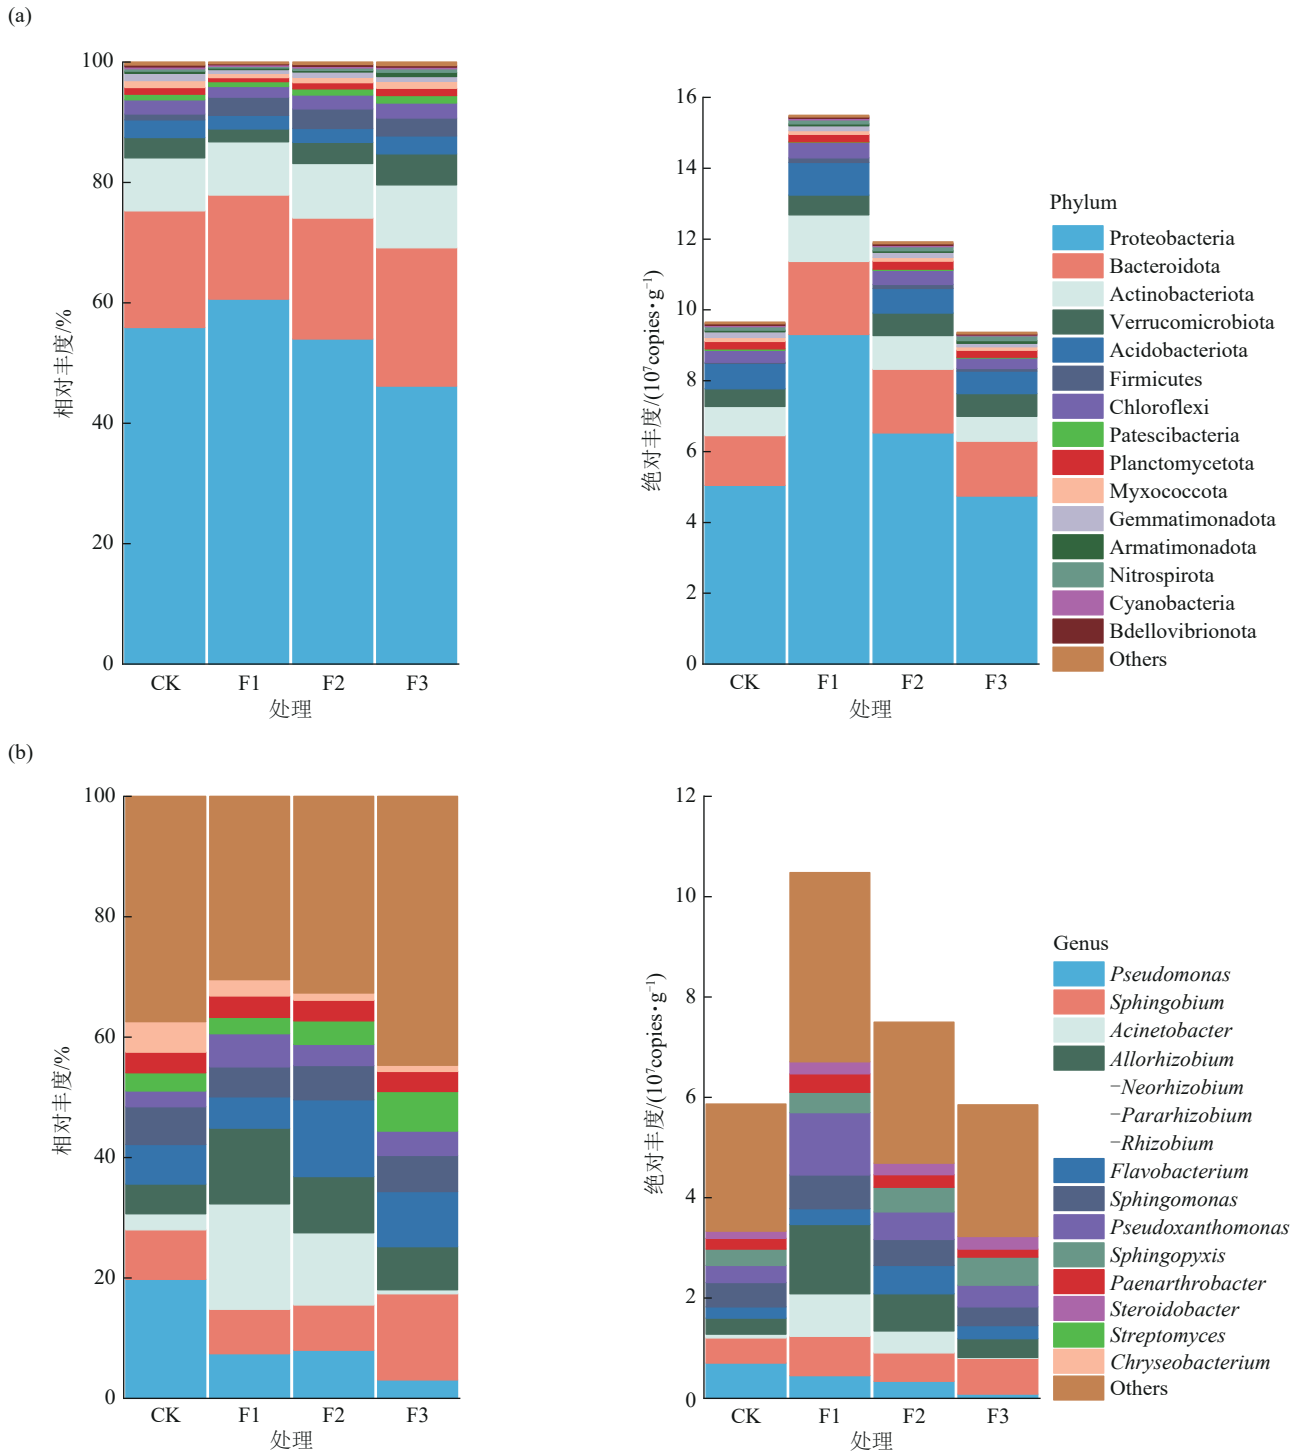 (a)
100
80
60
40
20
0
相对丰度/%
CK F1 F2 F3
处理
16
14
12
10
8
6
4
2
0
绝对丰度/(10⁷copies·g⁻¹)
CK F1 F2 F3
处理
Phylum
Proteobacteria
Bacteroidota
Actinobacteriota
Verrucomicrobiota
Acidobacteriota
Firmicutes
Chloroflexi
Patescibacteria
Planctomycetota
Myxococcota
Gemmatimonadota
Armatimonadota
Nitrospirota
Cyanobacteria
Bdellovibrionota
Others
(b)
100
80
60
40
20
0
相对丰度/%
CK F1 F2 F3
处理
12
10
8
6
4
2
0
绝对丰度/(10⁷copies·g⁻¹)
CK F1 F2 F3
处理
Genus
Pseudomonas
Sphingobium
Acinetobacter
Allorhizobium
−Neorhizobium
−Pararhizobium
−Rhizobium
Flavobacterium
Sphingomonas
Pseudoxanthomonas
Sphingopyxis
Paenarthrobacter
Steroidobacter
Streptomyces
Chryseobacterium
Others